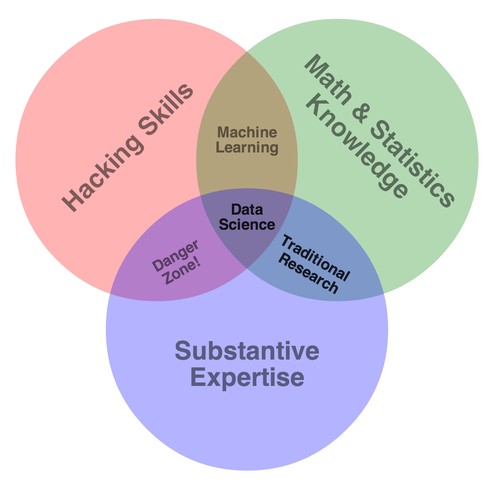 Hacking Skills
Math & Statistics
Knowledge
Machine
Learning
Data
Science
Danger
Zone!
Traditional
Research
Substantive
Expertise